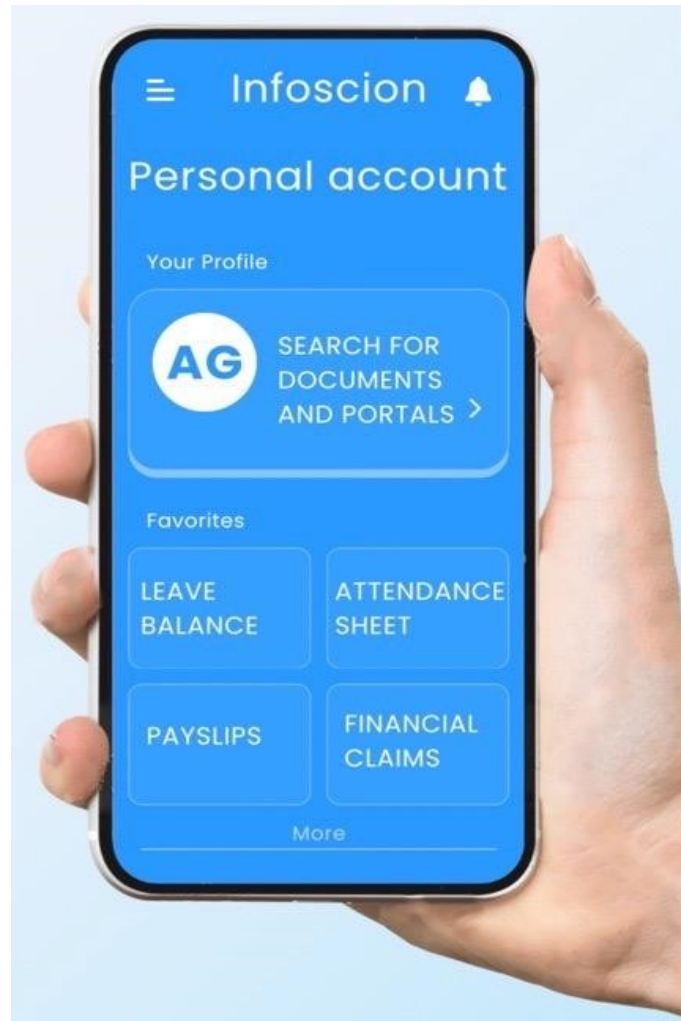 Infoscion
Personal account
Your Profile
AG
SEARCH FOR
DOCUMENTS
AND PORTALS
Favorites
LEAVE
BALANCE
ATTENDANCE
SHEET
PAYSLIPS
FINANCIAL
CLAIMS
More